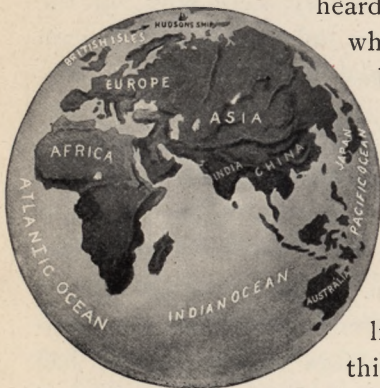 heard
wh
HUDSONS SHIP
BRITISH ISLES
EUROPE
ASIA
AFRICA
INDIA
CHINA
JAPAN
PACIFIC OCEAN
ATLANTIC OCEAN
INDIAN OCEAN
AUSTRALIA
thi